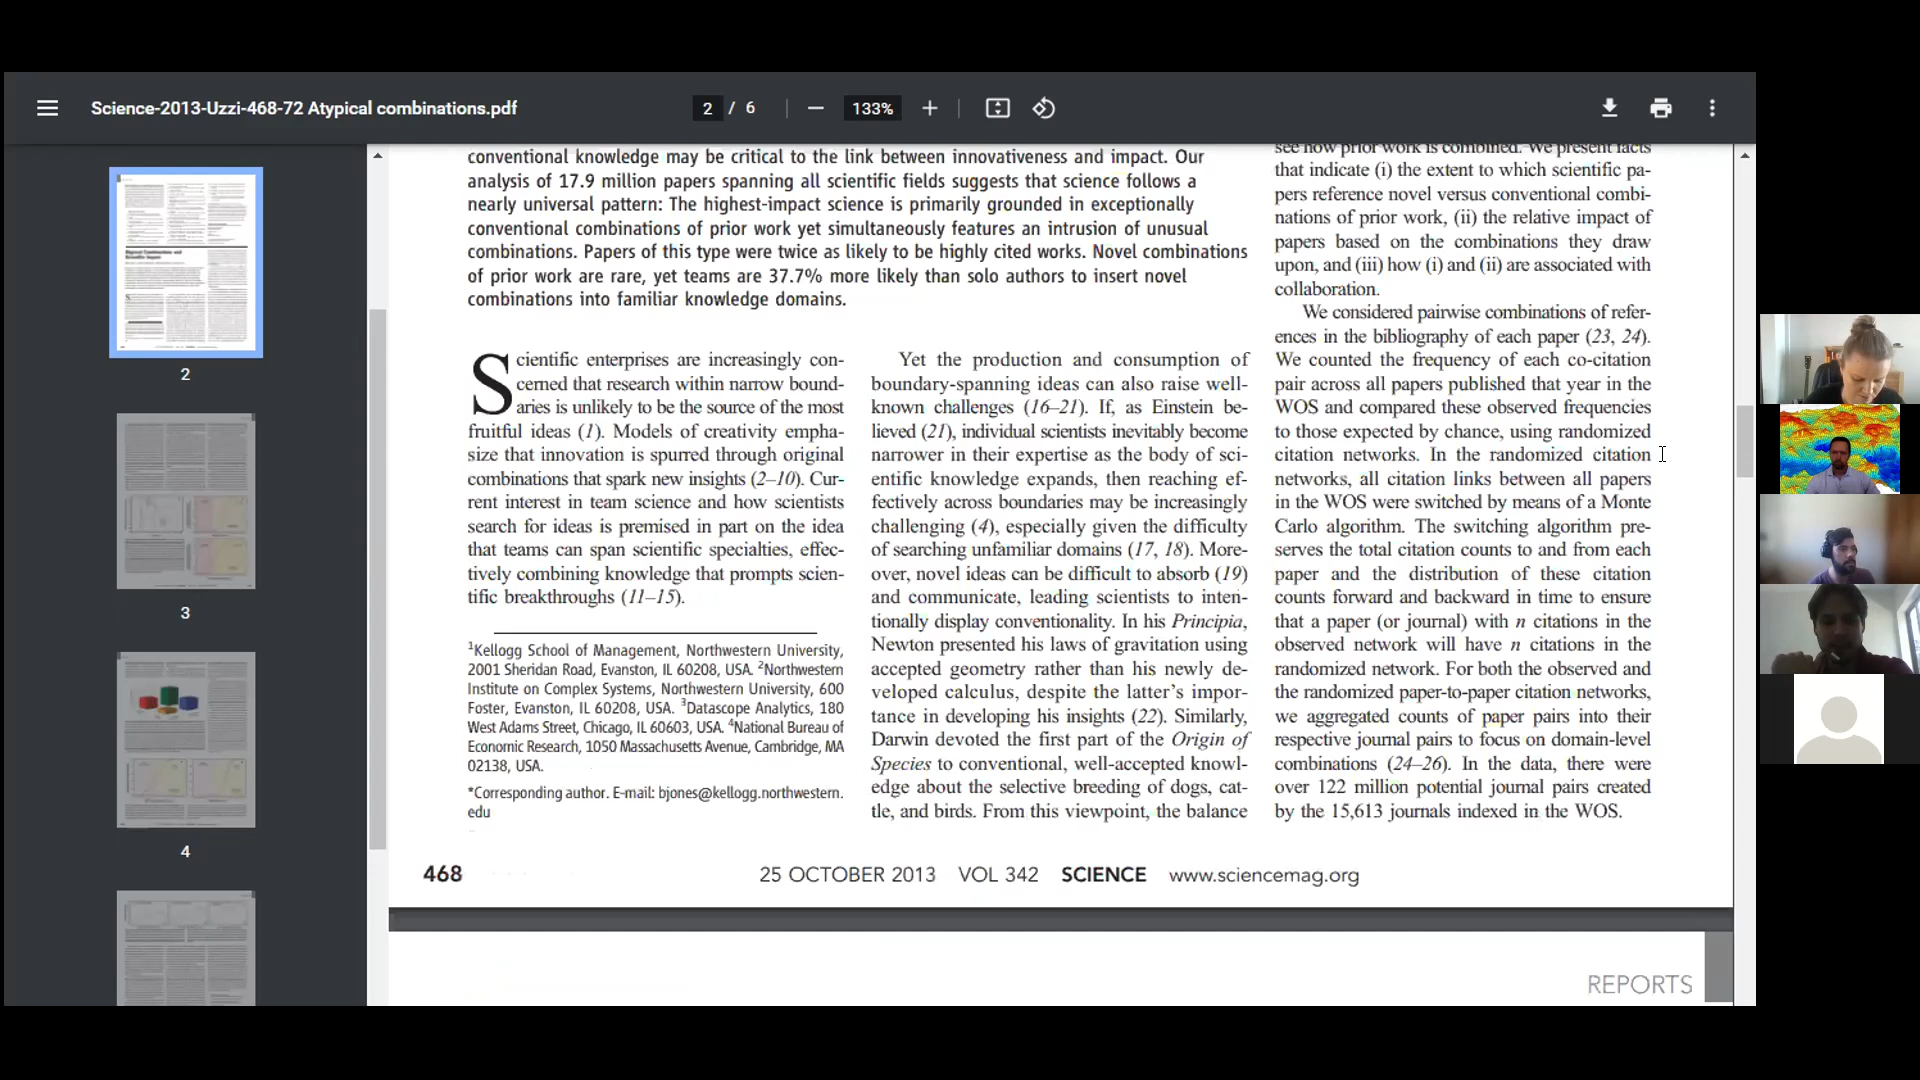 Science-2013-Uzzi-468-72 Atypical combinations.pdf
2 / 6
133%
2
3
4
conventional knowledge may be critical to the link between innovativeness and impact. Our
analysis of 17.9 million papers spanning all scientific fields suggests that science follows a
nearly universal pattern: The highest-impact science is primarily grounded in exceptionally
conventional combinations of prior work yet simultaneously features an intrusion of unusual
combinations. Papers of this type were twice as likely to be highly cited works. Novel combinations
of prior work are rare, yet teams are 37.7% more likely than solo authors to insert novel
combinations into familiar knowledge domains.
Scientific enterprises are increasingly con-
cerned that research within narrow bound-
aries is unlikely to be the source of the most
fruitful ideas (1). Models of creativity empha-
size that innovation is spurred through original
combinations that spark new insights (2–10). Cur-
rent interest in team science and how scientists
search for ideas is premised in part on the idea
that teams can span scientific specialties, effec-
tively combining knowledge that prompts scien-
tific breakthroughs (11–15).
1Kellogg School of Management, Northwestern University,
2001 Sheridan Road, Evanston, IL 60208, USA. 2Northwestern
Institute on Complex Systems, Northwestern University, 600
Foster, Evanston, IL 60208, USA. 3Datascope Analytics, 180
West Adams Street, Chicago, IL 60603, USA. 4National Bureau of
Economic Research, 1050 Massachusetts Avenue, Cambridge, MA
02138, USA.
*Corresponding author. E-mail: bjones@kellogg.northwestern.
edu
Yet the production and consumption of
boundary-spanning ideas can also raise well-
known challenges (16–21). If, as Einstein be-
lieved (21), individual scientists inevitably become
narrower in their expertise as the body of sci-
entific knowledge expands, then reaching ef-
fectively across boundaries may be increasingly
challenging (4), especially given the difficulty
of searching unfamiliar domains (17, 18). More-
over, novel ideas can be difficult to absorb (19)
and communicate, leading scientists to inten-
tionally display conventionality. In his Principia,
Newton presented his laws of gravitation using
accepted geometry rather than his newly de-
veloped calculus, despite the latter's impor-
tance in developing his insights (22). Similarly,
Darwin devoted the first part of the Origin of
Species to conventional, well-accepted knowl-
edge about the selective breeding of dogs, cat-
tle, and birds. From this viewpoint, the balance
see how prior work is combined. We present facts
that indicate (i) the extent to which scientific pa-
pers reference novel versus conventional combi-
nations of prior work, (ii) the relative impact of
papers based on the combinations they draw
upon, and (iii) how (i) and (ii) are associated with
collaboration.
We considered pairwise combinations of refer-
ences in the bibliography of each paper (23, 24).
We counted the frequency of each co-citation
pair across all papers published that year in the
WOS and compared these observed frequencies
to those expected by chance, using randomized
citation networks. In the randomized citation
networks, all citation links between all papers
in the WOS were switched by means of a Monte
Carlo algorithm. The switching algorithm pre-
serves the total citation counts to and from each
paper and the distribution of these citation
counts forward and backward in time to ensure
that a paper (or journal) with n citations in the
observed network will have n citations in the
randomized network. For both the observed and
the randomized paper-to-paper citation networks,
we aggregated counts of paper pairs into their
respective journal pairs to focus on domain-level
combinations (24–26). In the data, there were
over 122 million potential journal pairs created
by the 15,613 journals indexed in the WOS.
468
25 OCTOBER 2013 VOL 342 SCIENCE www.sciencemag.org
REPORTS